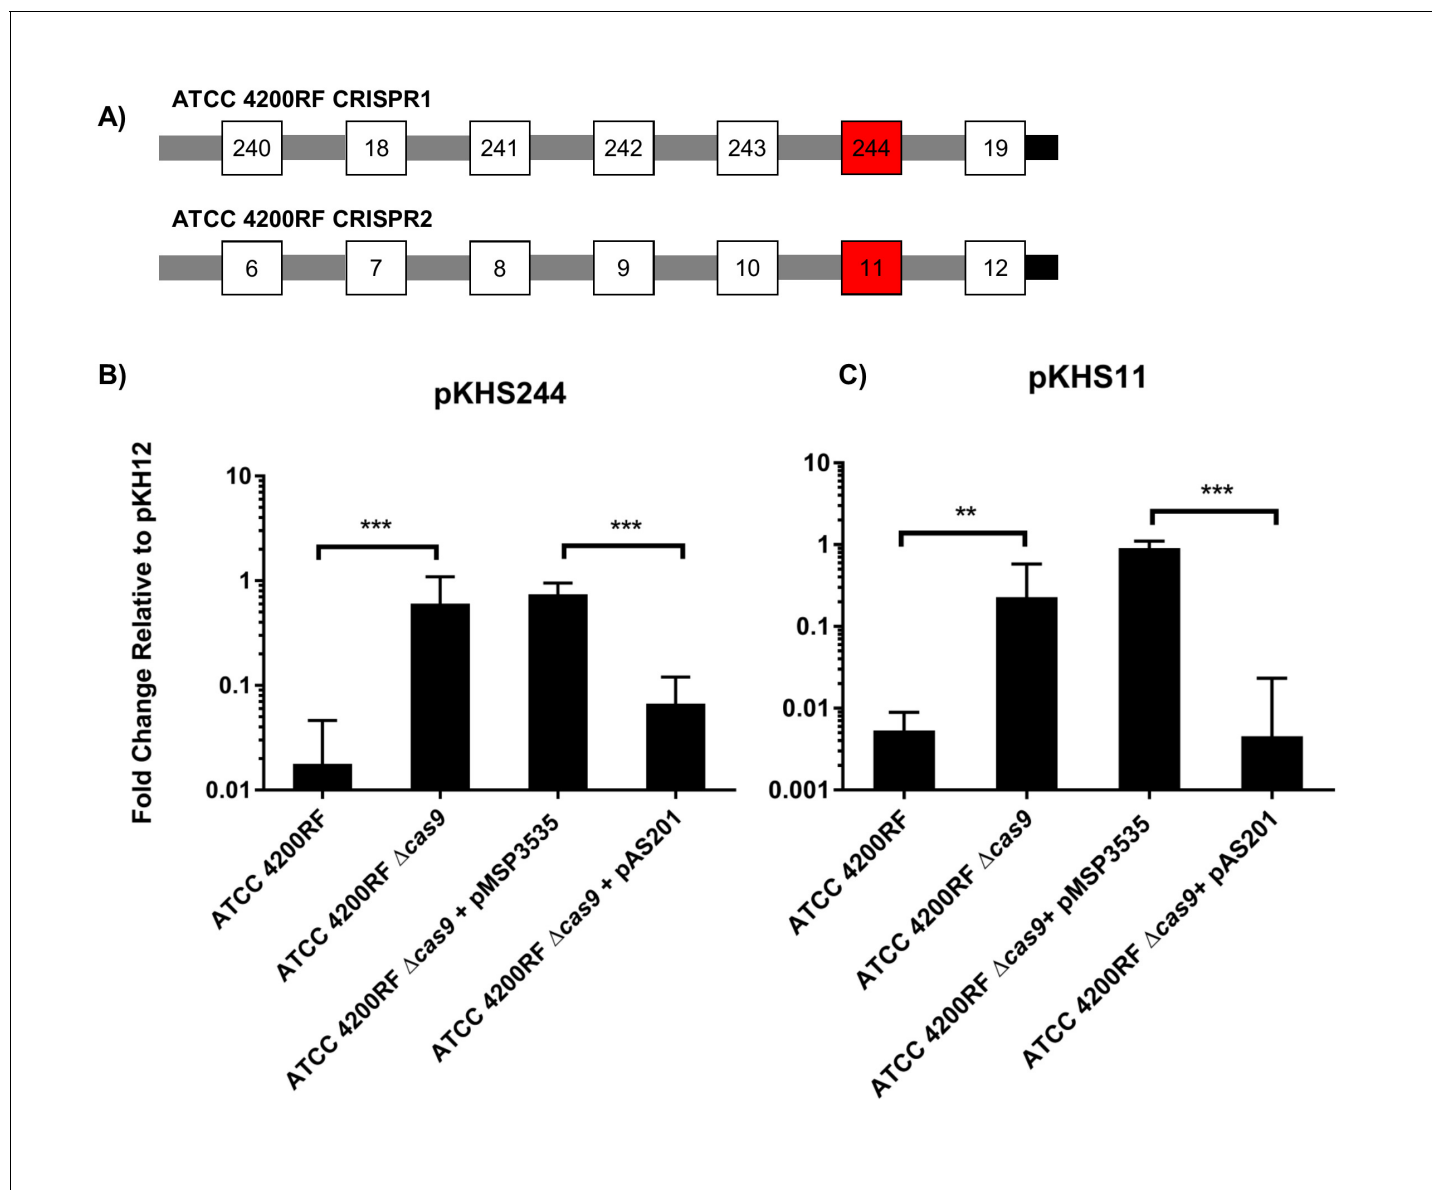 A)
ATCC 4200RF CRISPR1
240 18 241 242 243 244 19
ATCC 4200RF CRISPR2
6 7 8 9 10 11 12
B)
pKHS244
Fold Change Relative to pKH12
10
1
0.1
0.01
***
***
ATCC 4200RF
ATCC 4200RF Δcas9
ATCC 4200RF Δcas9 + pMSP3535
ATCC 4200RF Δcas9 + pAS201
C)
pKHS11
10
1
0.1
0.01
0.001
**
***
ATCC 4200RF
ATCC 4200RF Δcas9
ATCC 4200RF Δcas9+ pMSP3535
ATCC 4200RF Δcas9+ pAS201